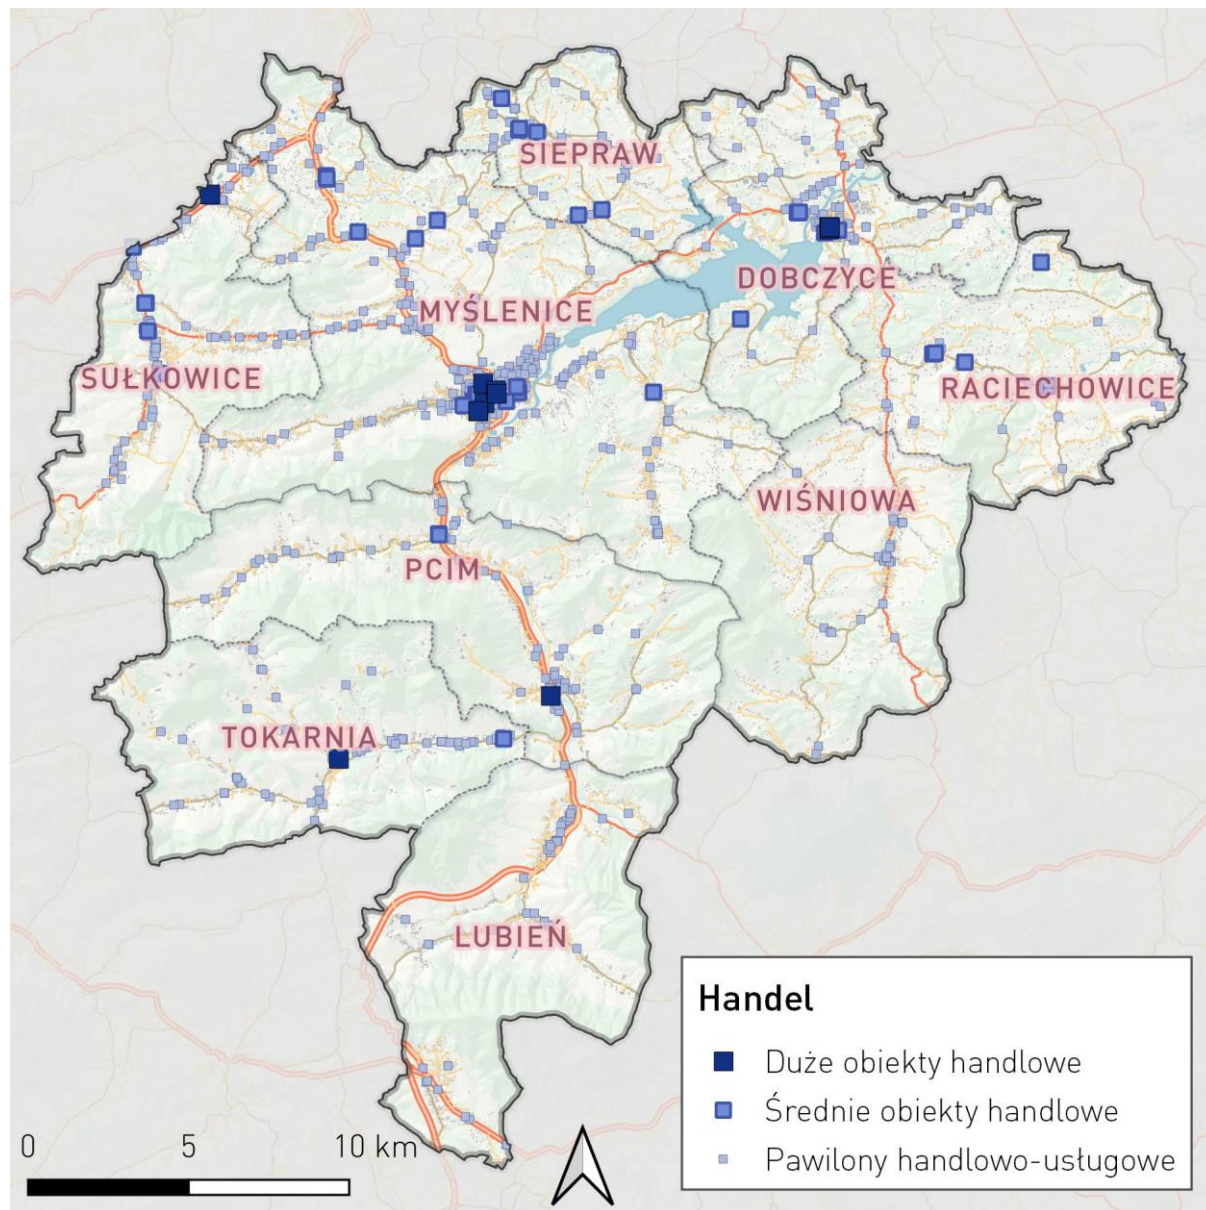 SIEPRAW
DOBCZYCE
MYŚLENICE
SUŁKOWICE
RACIECHOWICE
WIŚNIOWA
PCIM
TOKARNIA
LUBIEŃ
Handel
Duże obiekty handlowe
Średnie obiekty handlowe
Pawilony handlowo-usługowe
0 5 10 km